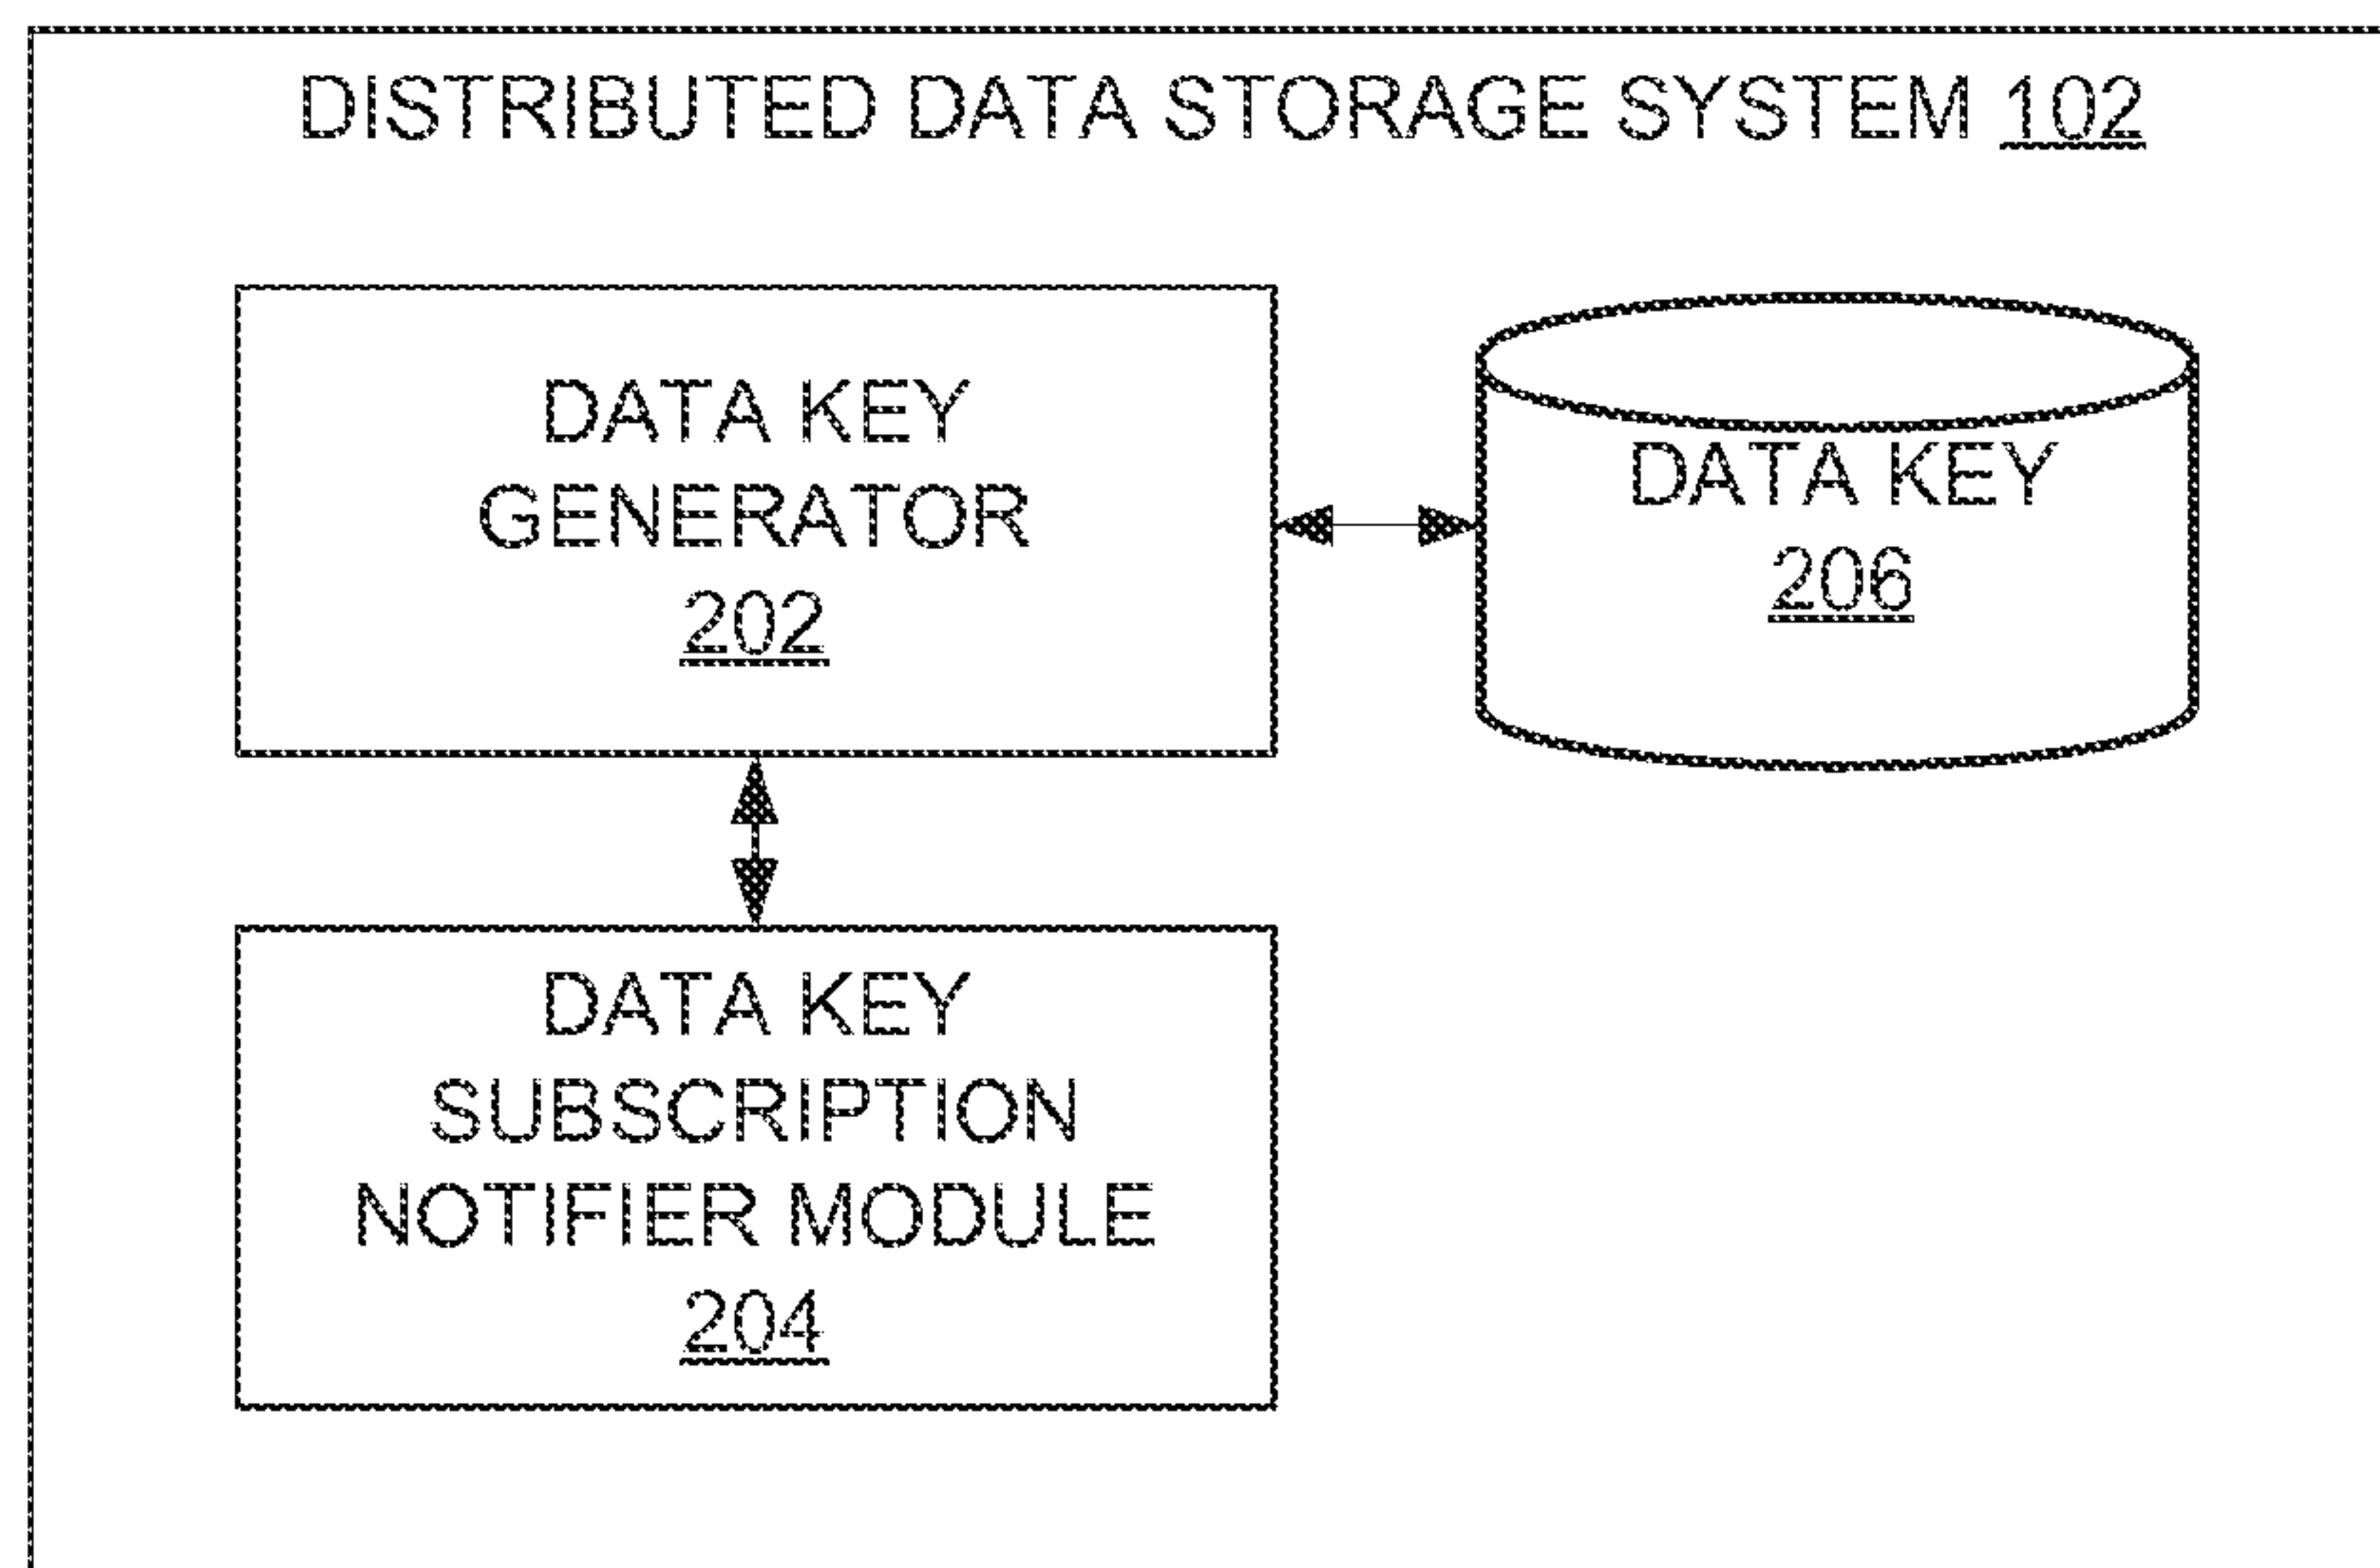 DISTRIBUTED DATA STORAGE SYSTEM 102
DATA KEY
GENERATOR
202
DATA KEY
206
DATA KEY
SUBSCRIPTION
NOTIFIER MODULE
204